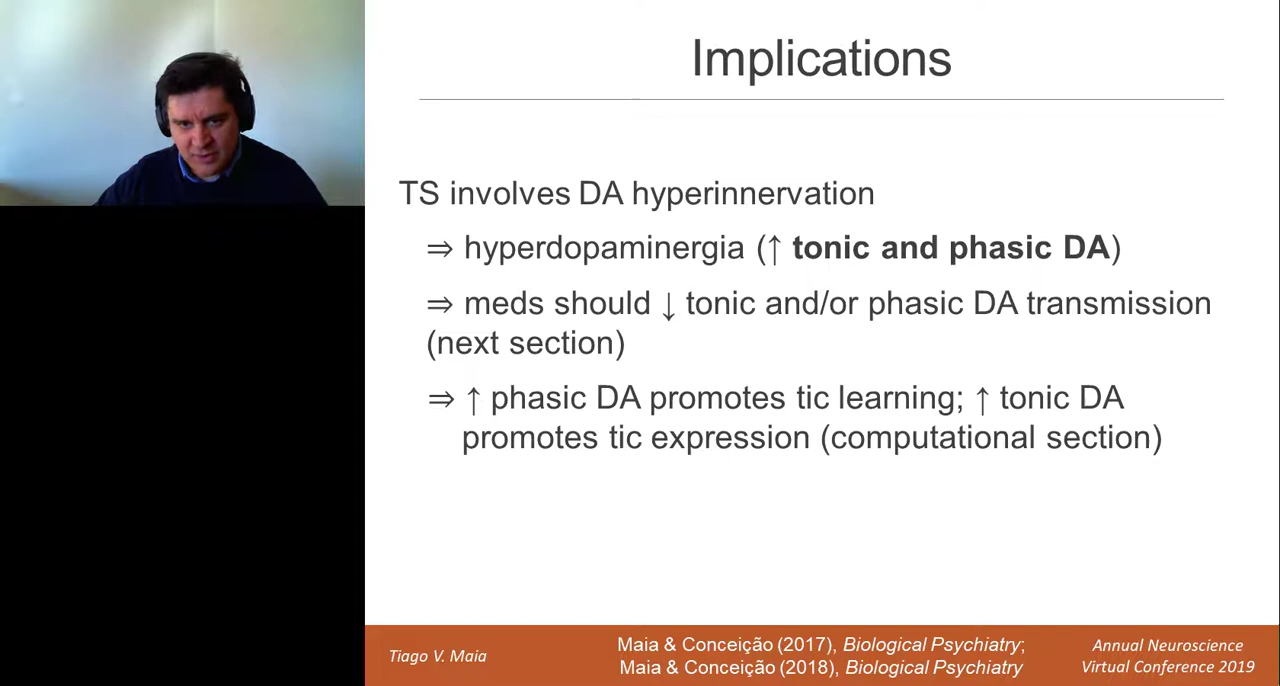 Implications
TS involves DA hyperinnervation
⇒ hyperdopaminergia (↑ tonic and phasic DA)
⇒ meds should ↓ tonic and/or phasic DA transmission
(next section)
⇒ ↑ phasic DA promotes tic learning; ↑ tonic DA
promotes tic expression (computational section)
Tiago V. Maia
Maia & Conceição (2017), Biological Psychiatry;
Maia & Conceição (2018), Biological Psychiatry
Annual Neuroscience
Virtual Conference 2019